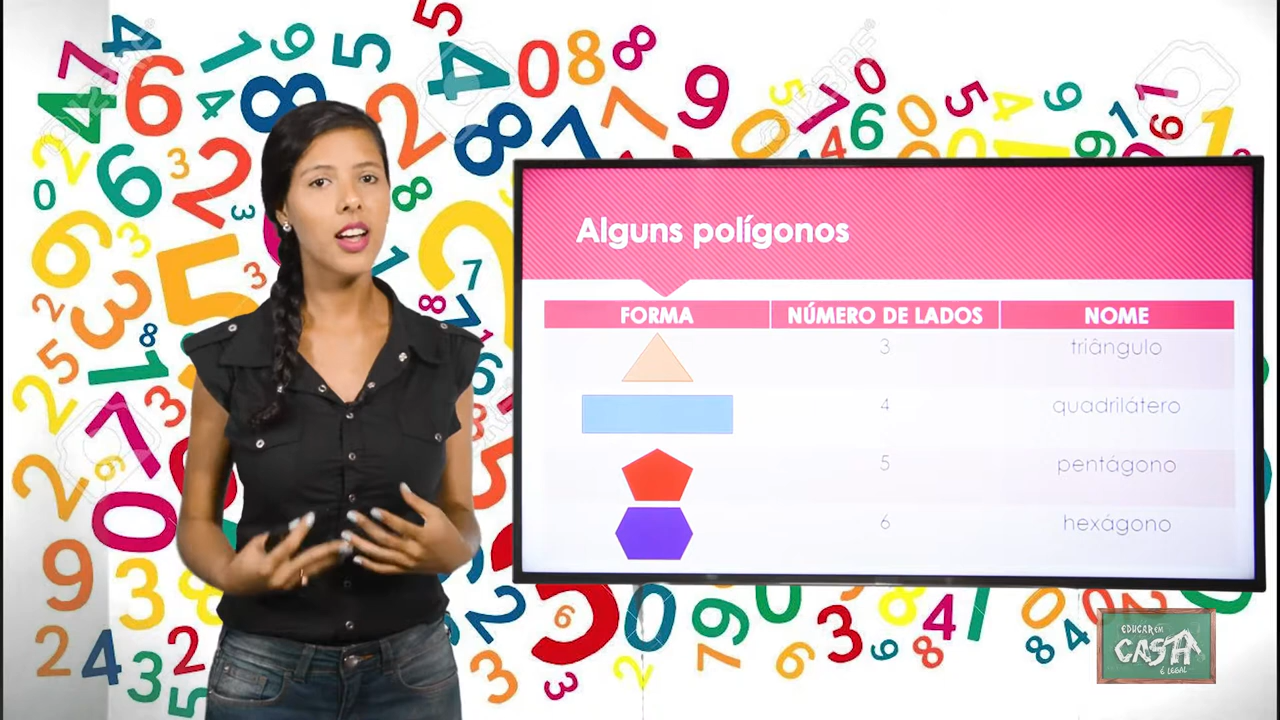 Alguns polígonos
FORMA NÚMERO DE LADOS NOME
3 triângulo
4 quadrilátero
5 pentágono
6 hexágono
EDUCAR EM
CASA
É LEGAL